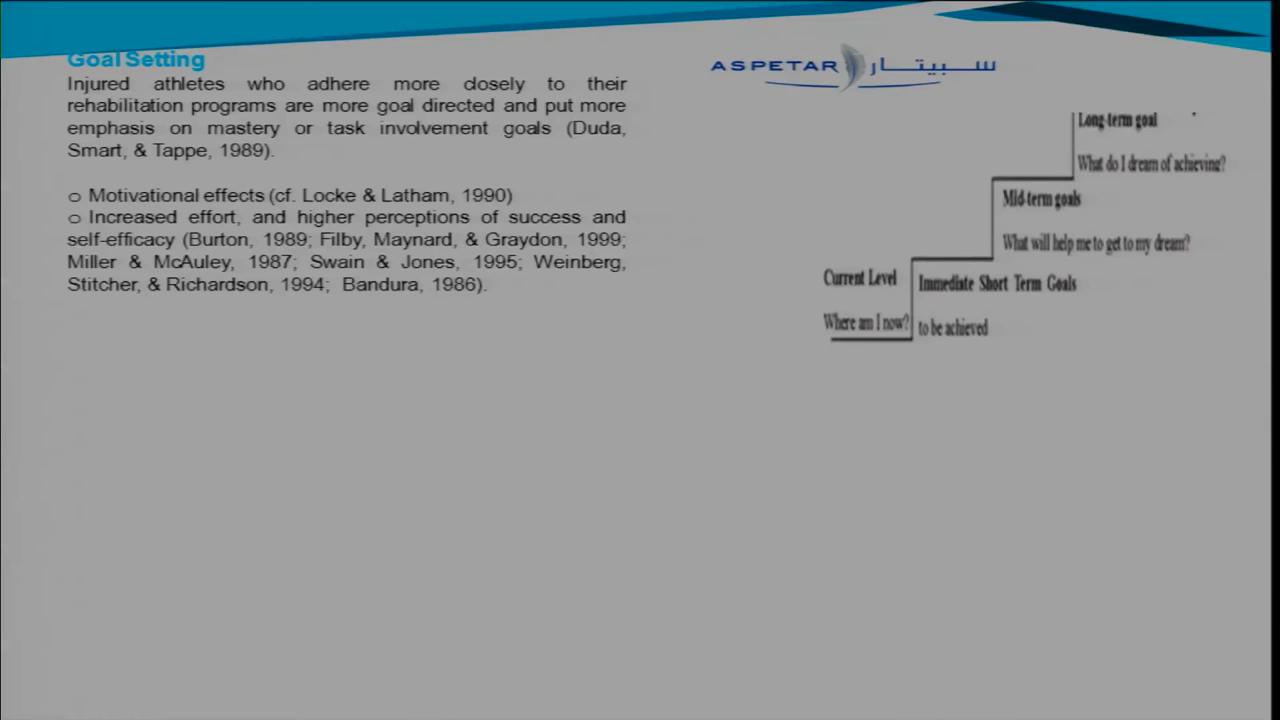 Goal Setting
Injured athletes who adhere more closely to their
rehabilitation programs are more goal directed and put more
emphasis on mastery or task involvement goals (Duda,
Smart, & Tappe, 1989).
o Motivational effects (cf. Locke & Latham, 1990)
o Increased effort, and higher perceptions of success and
self-efficacy (Burton, 1989; Filby, Maynard, & Graydon, 1999;
Miller & McAuley, 1987; Swain & Jones, 1995; Weinberg,
Stitcher, & Richardson, 1994; Bandura, 1986).
ASPETAR سبيتار
Long-term goal
What do I dream of achieving?
Mid-term goals
What will help me to get to my dream?
Current Level
Where am I now?
Immediate Short Term Goals
to be achieved